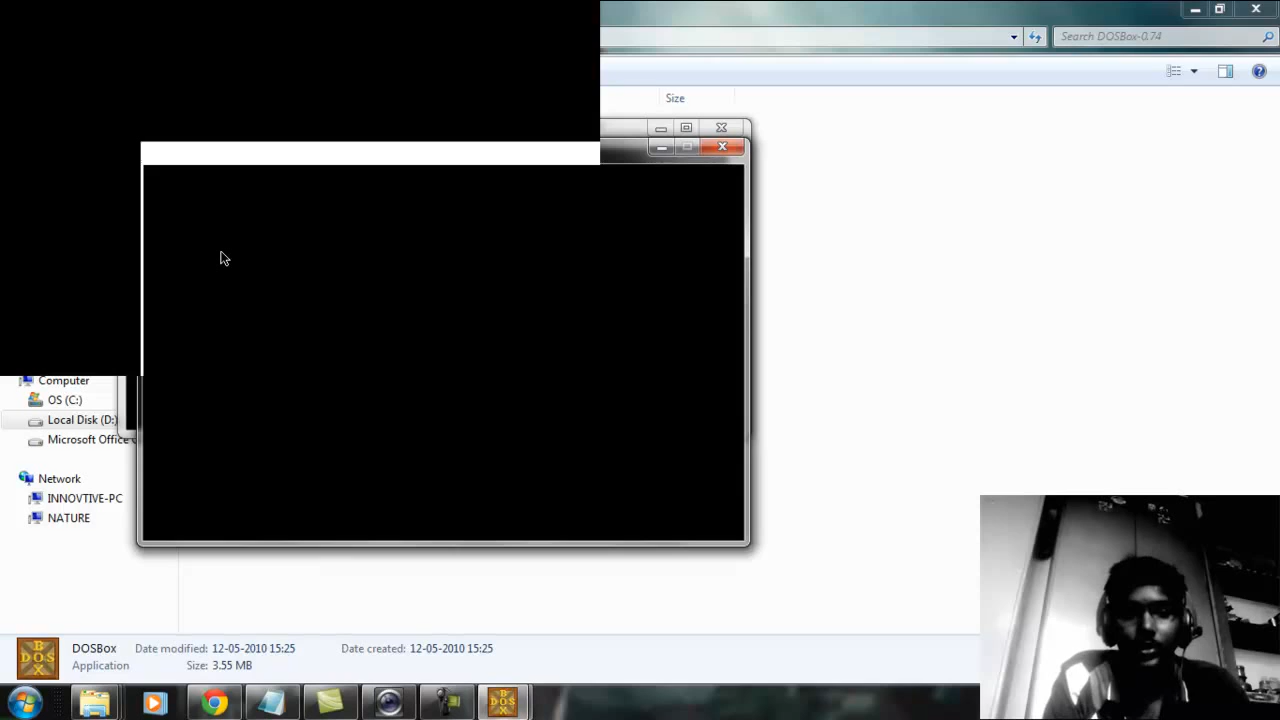 Search DOSBox-0.74
Size
Computer
OS (C:)
Local Disk (D:)
Microsoft Office
Network
INNOVTIVE-PC
NATURE
DOSBox Date modified: 12-05-2010 15:25 Date created: 12-05-2010 15:25
Application Size: 3.55 MB